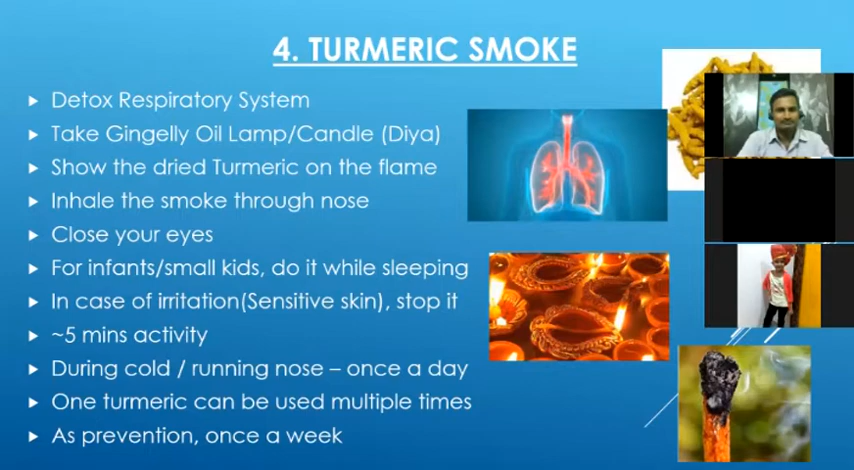 4. TURMERIC SMOKE
Detox Respiratory System
Take Gingelly Oil Lamp/Candle (Diya)
Show the dried Turmeric on the flame
Inhale the smoke through nose
Close your eyes
For infants/small kids, do it while sleeping
In case of irritation(Sensitive skin), stop it
~5 mins activity
During cold / running nose – once a day
One turmeric can be used multiple times
As prevention, once a week